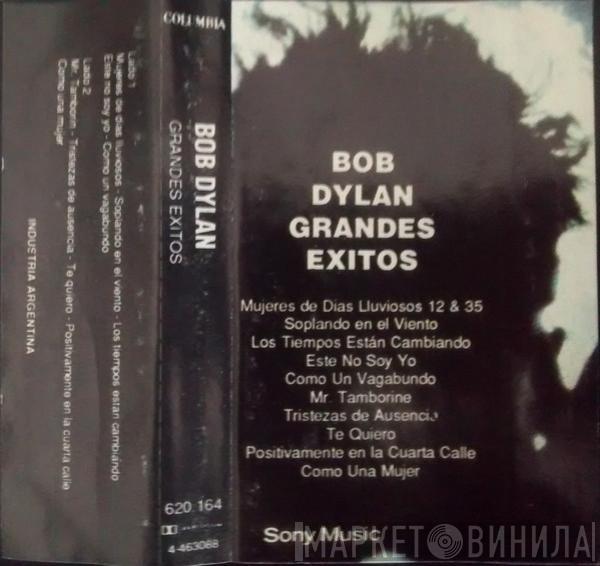 COLUMBIA
BOB DYLAN
GRANDES EXITOS
620.164
4-463088
BOB
DYLAN
GRANDES
EXITOS
Mujeres de Dias Lluviosos 12 & 35
Soplando en el Viento
Los Tiempos Están Cambiando
Este No Soy Yo
Como Un Vagabundo
Mr. Tamborine
Tristezas de Ausencia
Te Quiero
Positivamente en la Cuarta Calle
Como Una Mujer
Sony Music
Lado 1
Mujeres de dias lluviosos - Soplando en el viento - Los tiempos estan cambiando
Este no soy yo - Como un vagabundo
Lado 2
Mr. Tamborin - Tristezas de ausencia - Te quiero - Positivamente en la cuarta calle
Como una mujer
INDUSTRIA ARGENTINA
МАРКЕТ ВИНИЛА